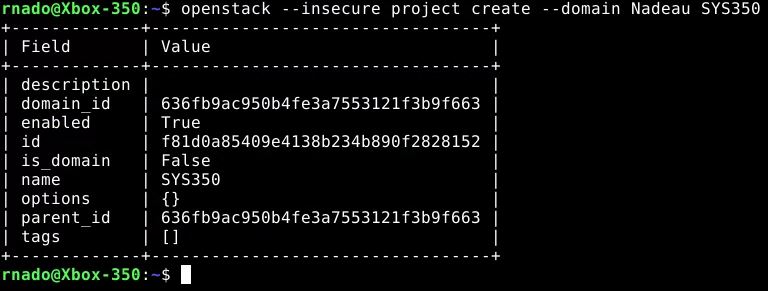 rnado@Xbox-350:~$ openstack --insecure project create --domain Nadeau SYS350
+-------------+----------------------------------+
| Field       | Value                            |
+-------------+----------------------------------+
| description |                                  |
| domain_id   | 636fb9ac950b4fe3a7553121f3b9f663 |
| enabled     | True                             |
| id          | f81d0a85409e4138b234b890f2828152 |
| is_domain   | False                            |
| name        | SYS350                           |
| options     | {}                               |
| parent_id   | 636fb9ac950b4fe3a7553121f3b9f663 |
| tags        | []                               |
+-------------+----------------------------------+
rnado@Xbox-350:~$